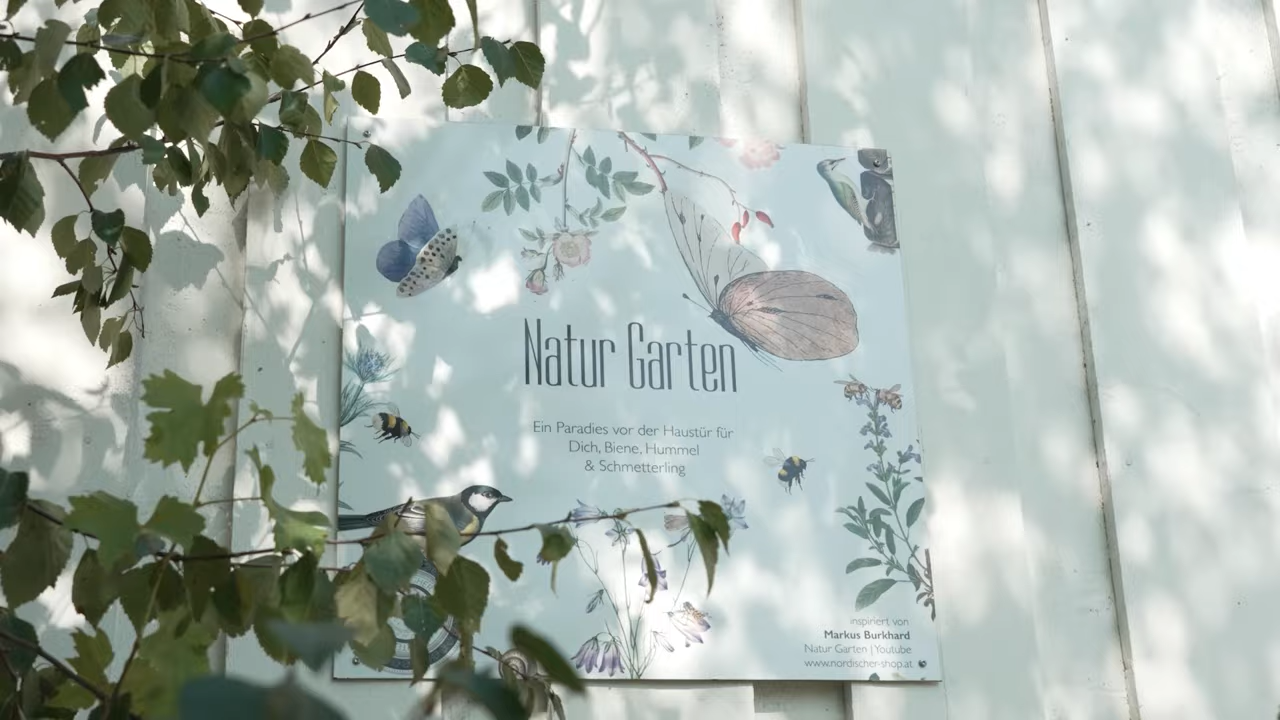 Natur Garten
Ein Paradies vor der Haustür für
Dich, Biene, Hummel
& Schmetterling
inspiriert von
Markus Burkhard
Natur Garten | Youtube
www.nordischer-shop.at